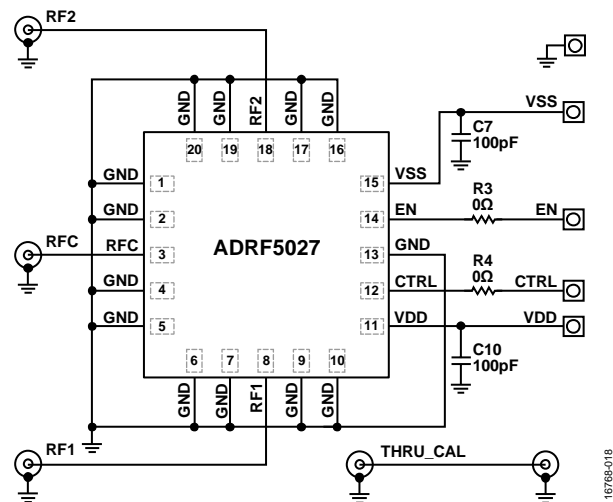 RF2
GND
GND
RF2
GND
GND
20
19
18
17
16
VSS
C7
100pF
GND
1
15
VSS
R3
0Ω
GND
2
14
EN
EN
ADRF5027
RFC
RFC
3
13
GND
R4
0Ω
GND
4
12
CTRL
CTRL
GND
5
11
VDD
VDD
6
7
8
9
10
C10
100pF
GND
GND
RF1
GND
GND
RF1
THRU_CAL
16768-018